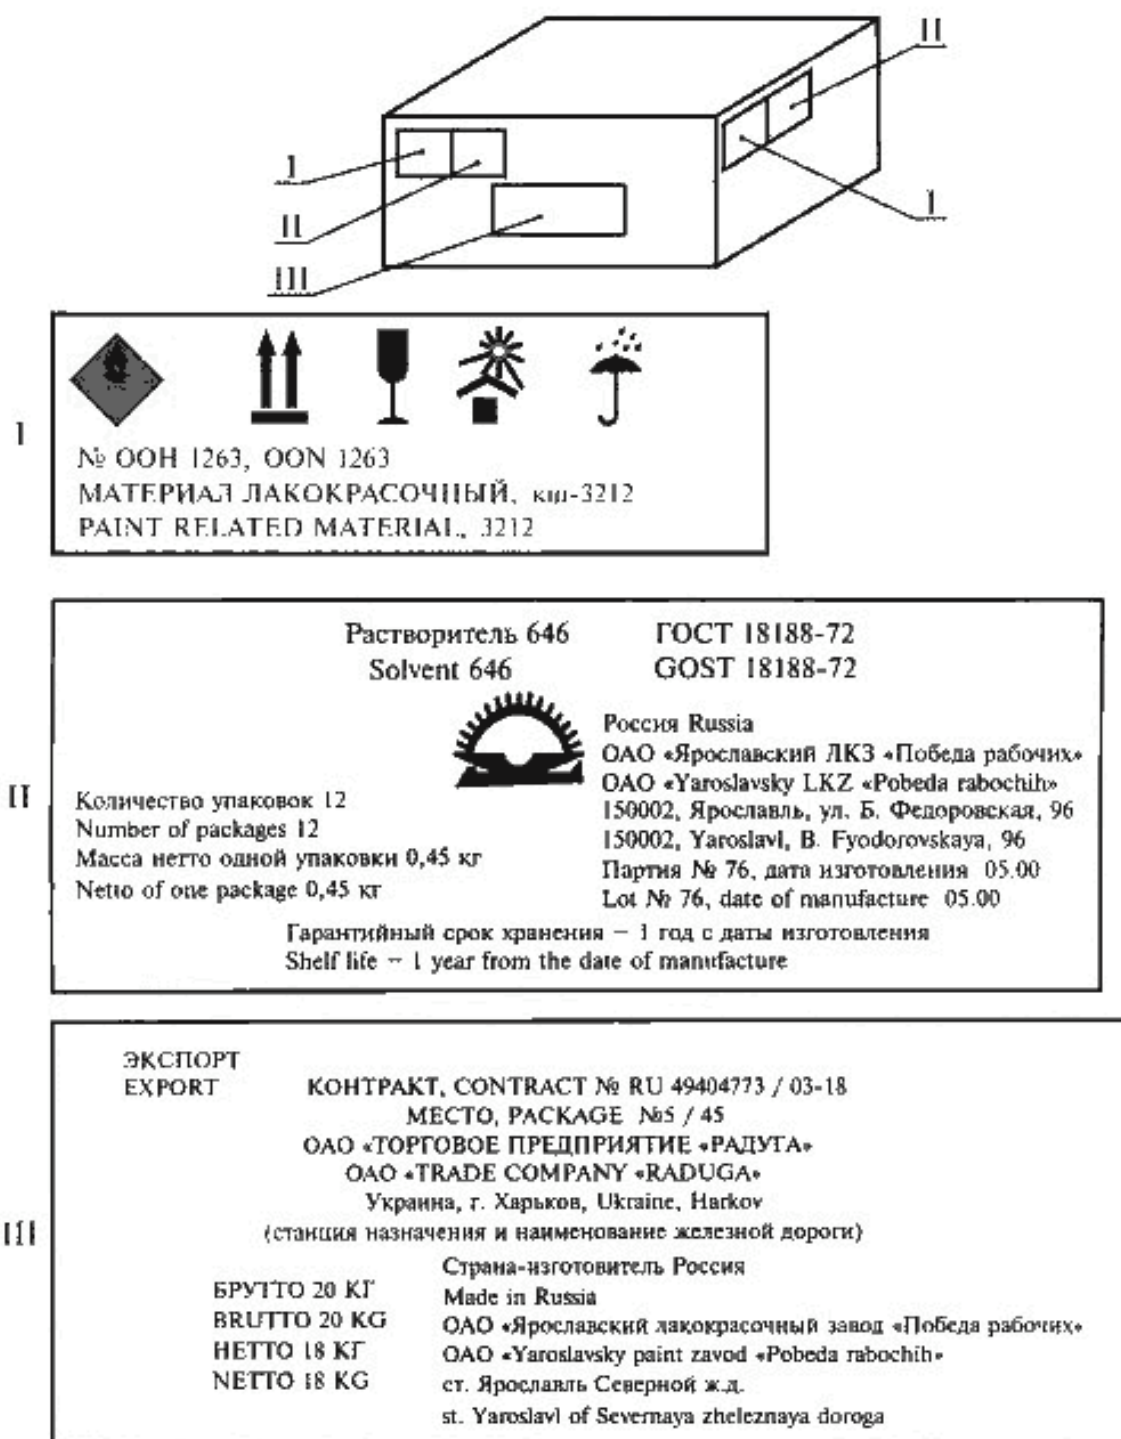 II
I
I
II
III
I
№ ООН 1263, OON 1263
МАТЕРИАЛ ЛАКОКРАСОЧНЫЙ, кш-3212
PAINT RELATED MATERIAL, 3212
II
Растворитель 646 ГОСТ 18188-72
Solvent 646 GOST 18188-72
Россия Russia
ОАО «Ярославский ЛКЗ «Победа рабочих»
ОАО «Yaroslavsky LKZ «Pobeda rabochih»
150002, Ярославль, ул. Б. Федоровская, 96
150002, Yaroslavl, B. Fyodorovskaya, 96
Партия № 76, дата изготовления 05.00
Lot № 76, date of manufacture 05.00
Количество упаковок 12
Number of packages 12
Масса нетто одной упаковки 0,45 кг
Netto of one package 0,45 кг
Гарантийный срок хранения – 1 год с даты изготовления
Shelf life – 1 year from the date of manufacture
III
ЭКСПОРТ
EXPORT
КОНТРАКТ, CONTRACT № RU 49404773 / 03-18
МЕСТО, PACKAGE №5 / 45
ОАО «ТОРГОВОЕ ПРЕДПРИЯТИЕ «РАДУГА»
ОАО «TRADE COMPANY «RADUGA»
Украина, г. Харьков, Ukraine, Harkov
(станция назначения и наименование железной дороги)
БРУТТО 20 КГ
BRUTTO 20 KG
НЕТТО 18 КГ
NETTO 18 KG
Страна-изготовитель Россия
Made in Russia
ОАО «Ярославский лакокрасочный завод «Победа рабочих»
ОАО «Yaroslavsky paint zavod «Pobeda rabochih»
ст. Ярославль Северной ж.д.
st. Yaroslavl of Severnaya zheleznaya doroga